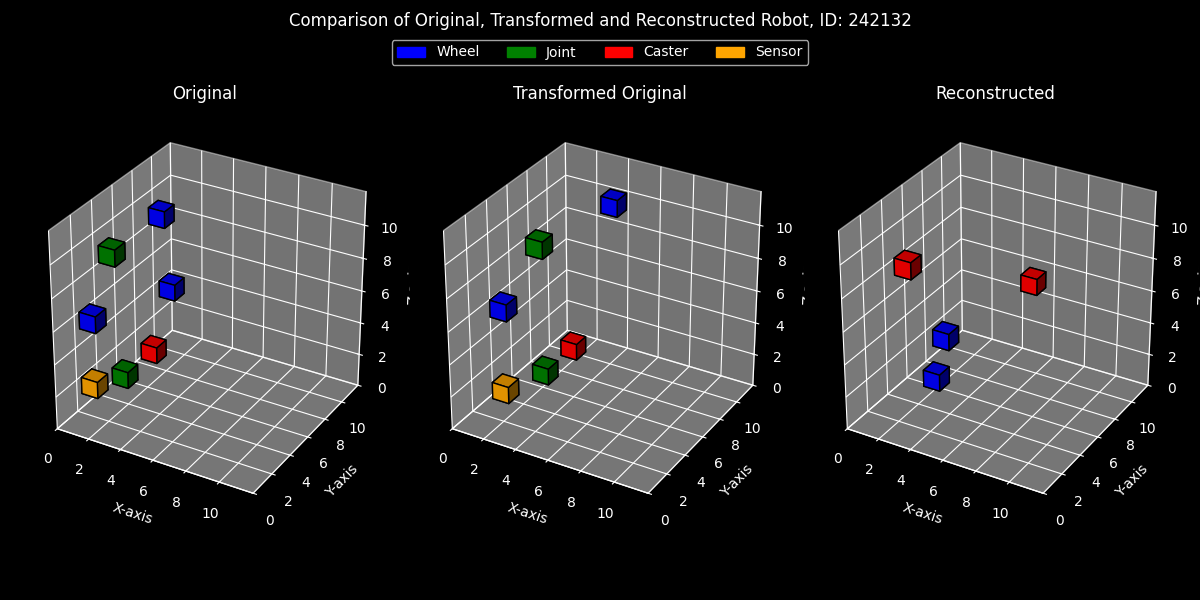 Comparison of Original, Transformed and Reconstructed Robot, ID: 242132
Wheel Joint Caster Sensor
Original
Transformed Original
Reconstructed
0 2 4 6 8 10
X-axis
0 2 4 6 8 10
Y-axis
0 2 4 6 8 10
0 2 4 6 8 10
X-axis
0 2 4 6 8 10
Y-axis
0 2 4 6 8 10
0 2 4 6 8 10
X-axis
0 2 4 6 8 10
Y-axis
0 2 4 6 8 10